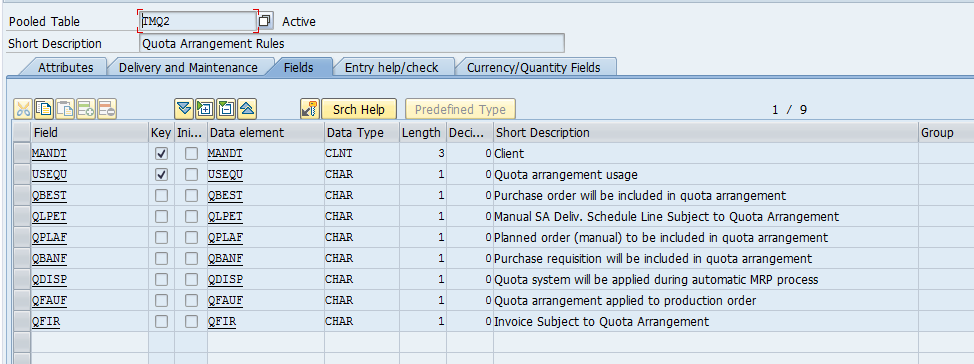 Pooled Table TMQ2 Active
Short Description Quota Arrangement Rules
Attributes Delivery and Maintenance Fields Entry help/check Currency/Quantity Fields
Srch Help Predefined Type 1 / 9
Field Key Ini... Data element Data Type Length Deci... Short Description Group
MANDT MANDT CLNT 3 0 Client
USEQU USEQU CHAR 1 0 Quota arrangement usage
QBEST QBEST CHAR 1 0 Purchase order will be included in quota arrangement
QLPET QLPET CHAR 1 0 Manual SA Deliv. Schedule Line Subject to Quota Arrangement
QPLAF QPLAF CHAR 1 0 Planned order (manual) to be included in quota arrangement
QBANF QBANF CHAR 1 0 Purchase requisition will be included in quota arrangement
QDISP QDISP CHAR 1 0 Quota system will be applied during automatic MRP process
QFAUF QFAUF CHAR 1 0 Quota arrangement applied to production order
QFIR QFIR CHAR 1 0 Invoice Subject to Quota Arrangement